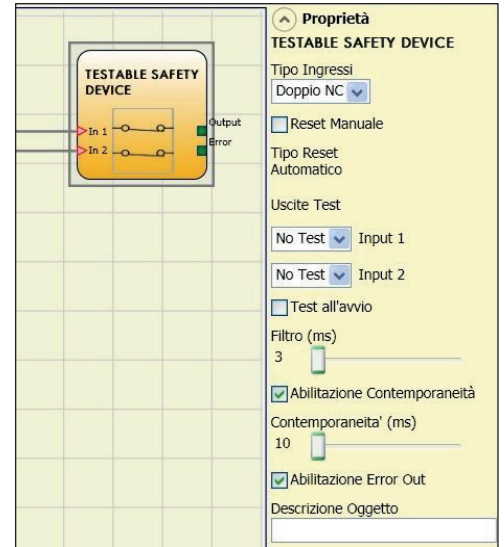 TESTABLE SAFETY
DEVICE
In 1
In 2
Output
Error
Proprietà
TESTABLE SAFETY DEVICE
Tipo Ingressi
Doppio NC
Reset Manuale
Tipo Reset
Automatico
Uscite Test
No Test Input 1
No Test Input 2
Test all'avvio
Filtro (ms)
3
Abilitazione Contemporaneità
Contemporaneita' (ms)
10
Abilitazione Error Out
Descrizione Oggetto